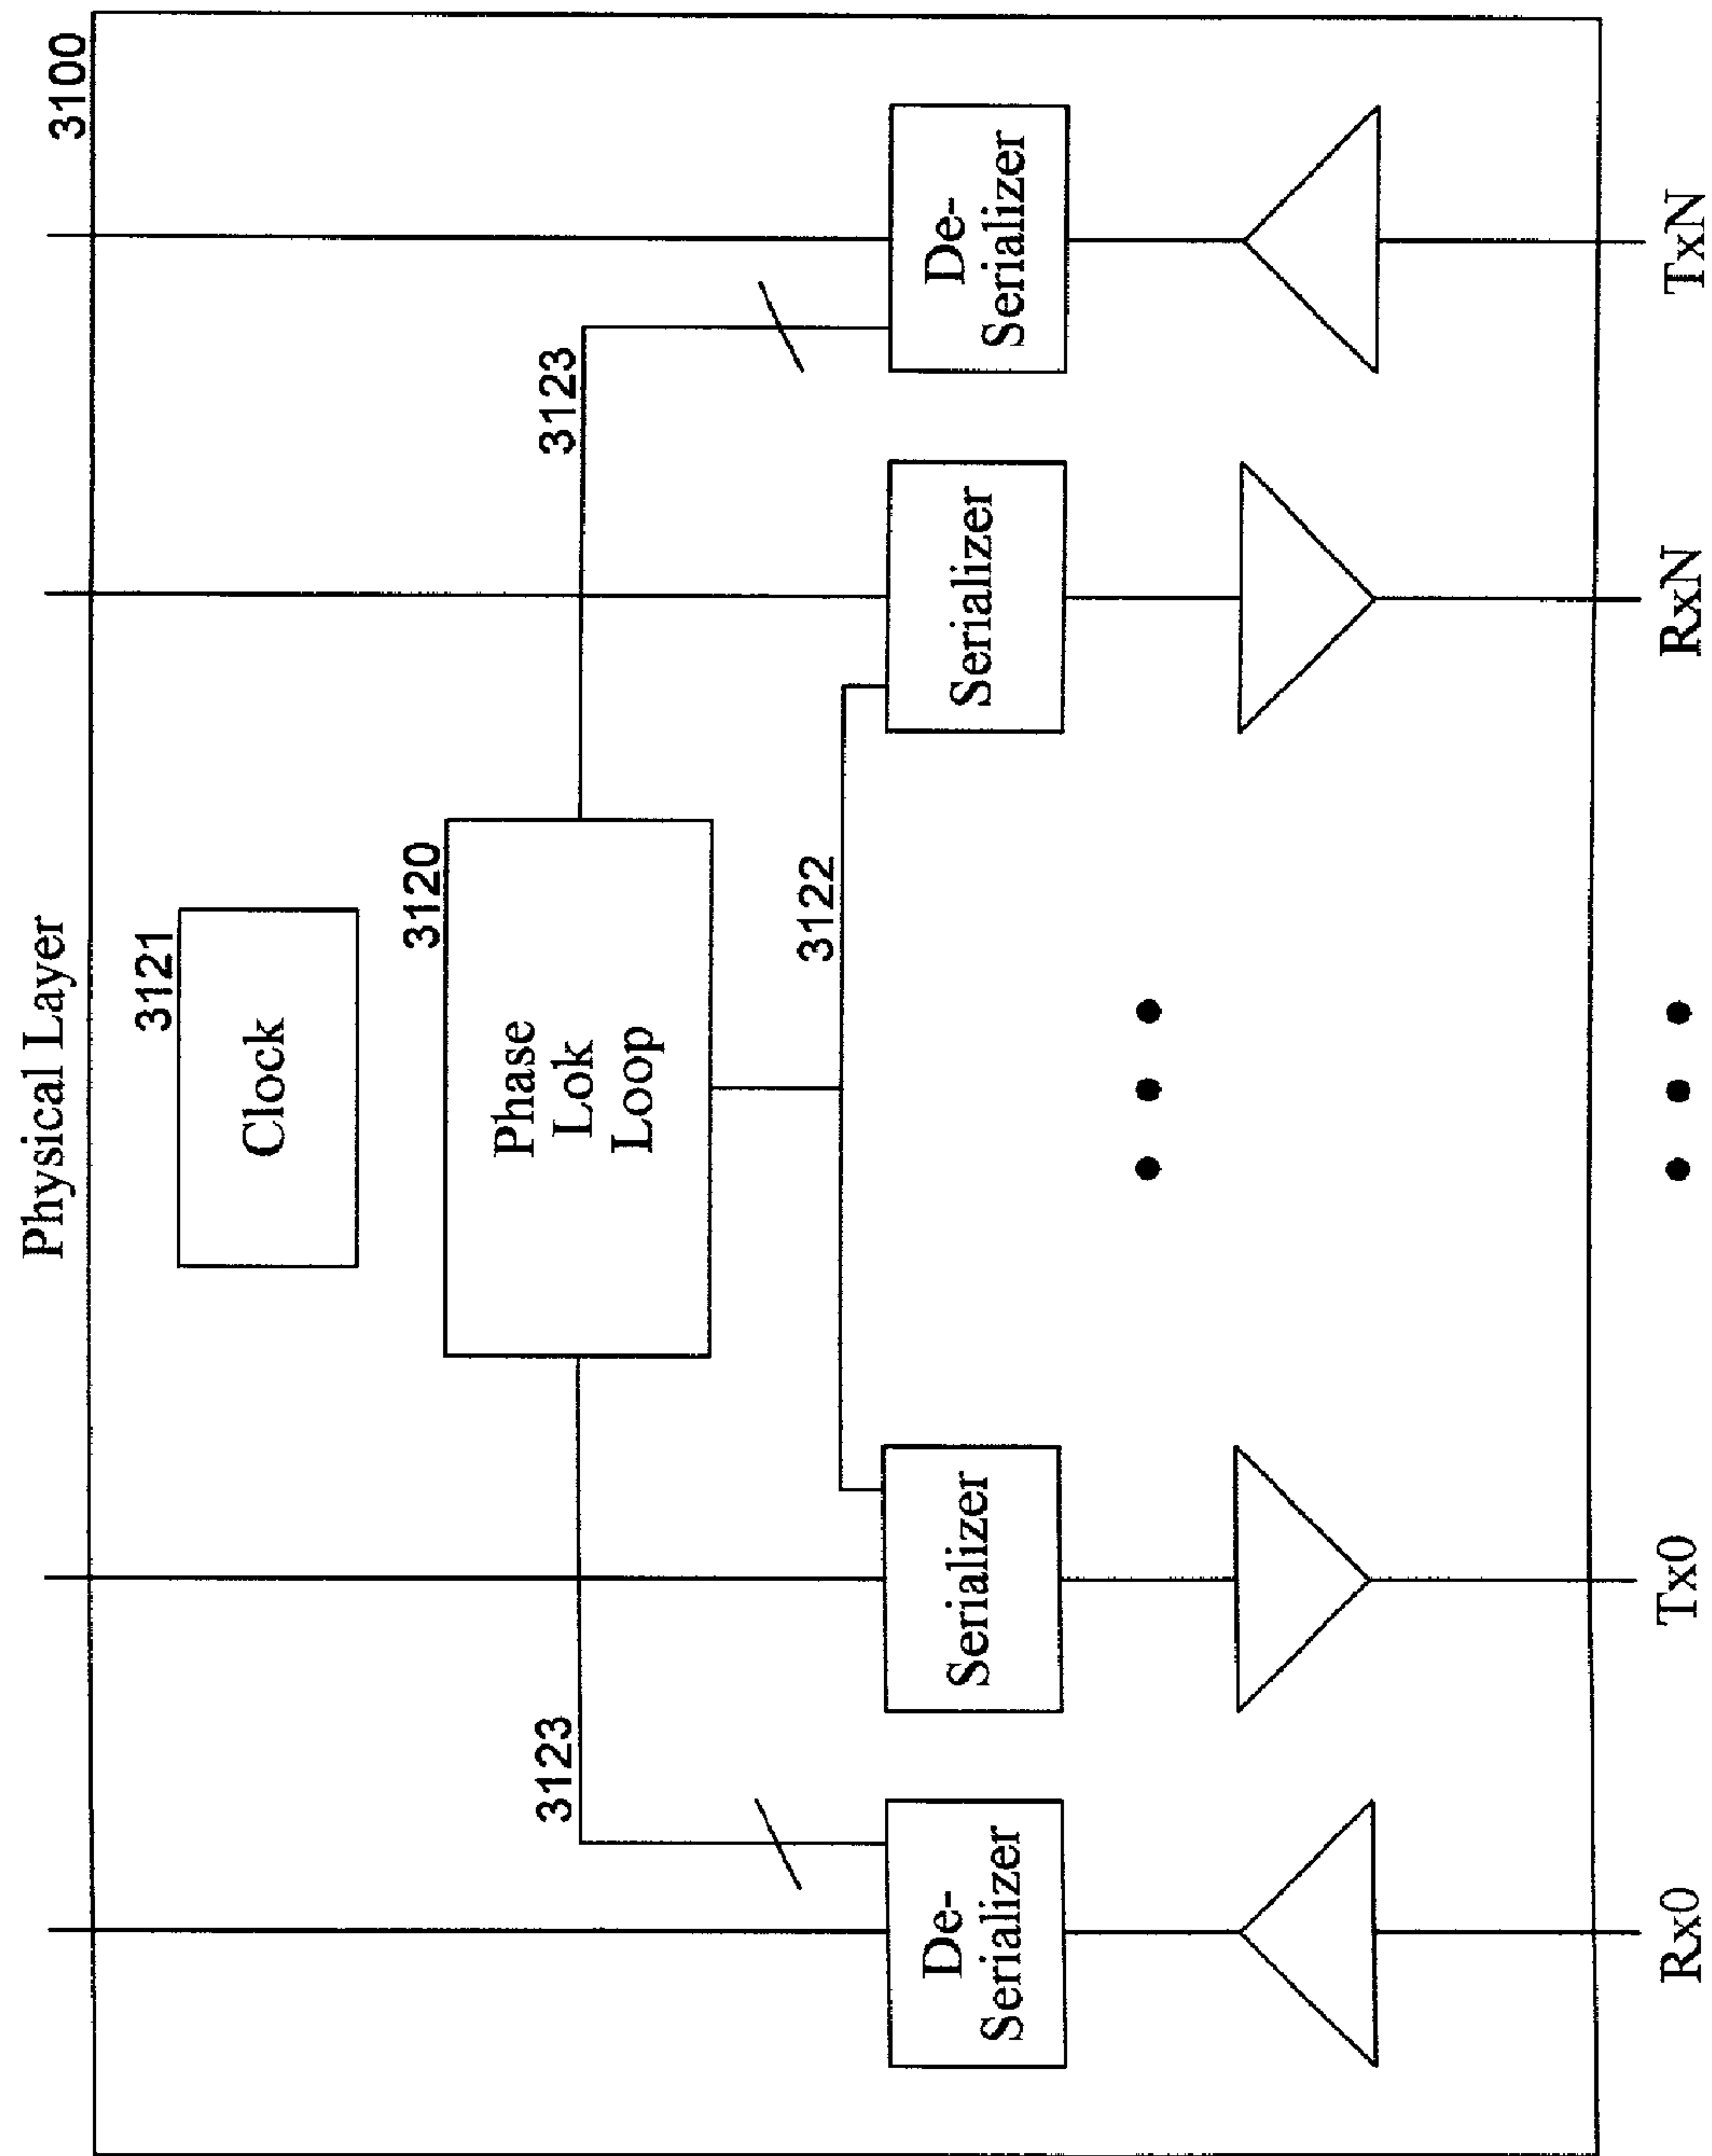 Physical Layer
3100
3121
Clock
3120
Phase
Lok
Loop
3123
3123
3122
De-
Serializer
Serializer
Serializer
De-
Serializer
Rx0
Tx0
RxN
TxN